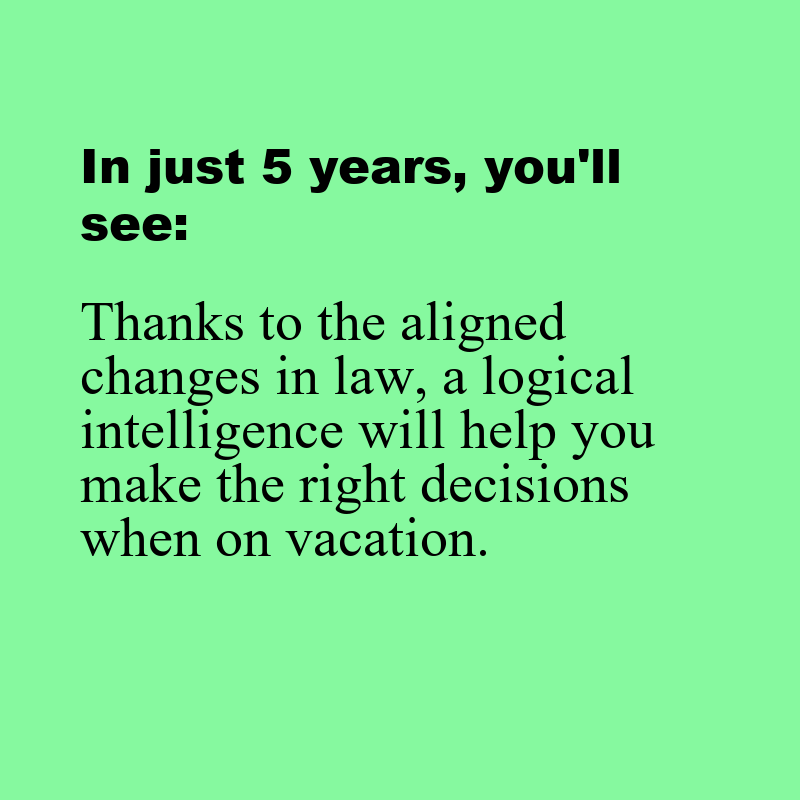 In just 5 years, you'll
see:
Thanks to the aligned
changes in law, a logical
intelligence will help you
make the right decisions
when on vacation.